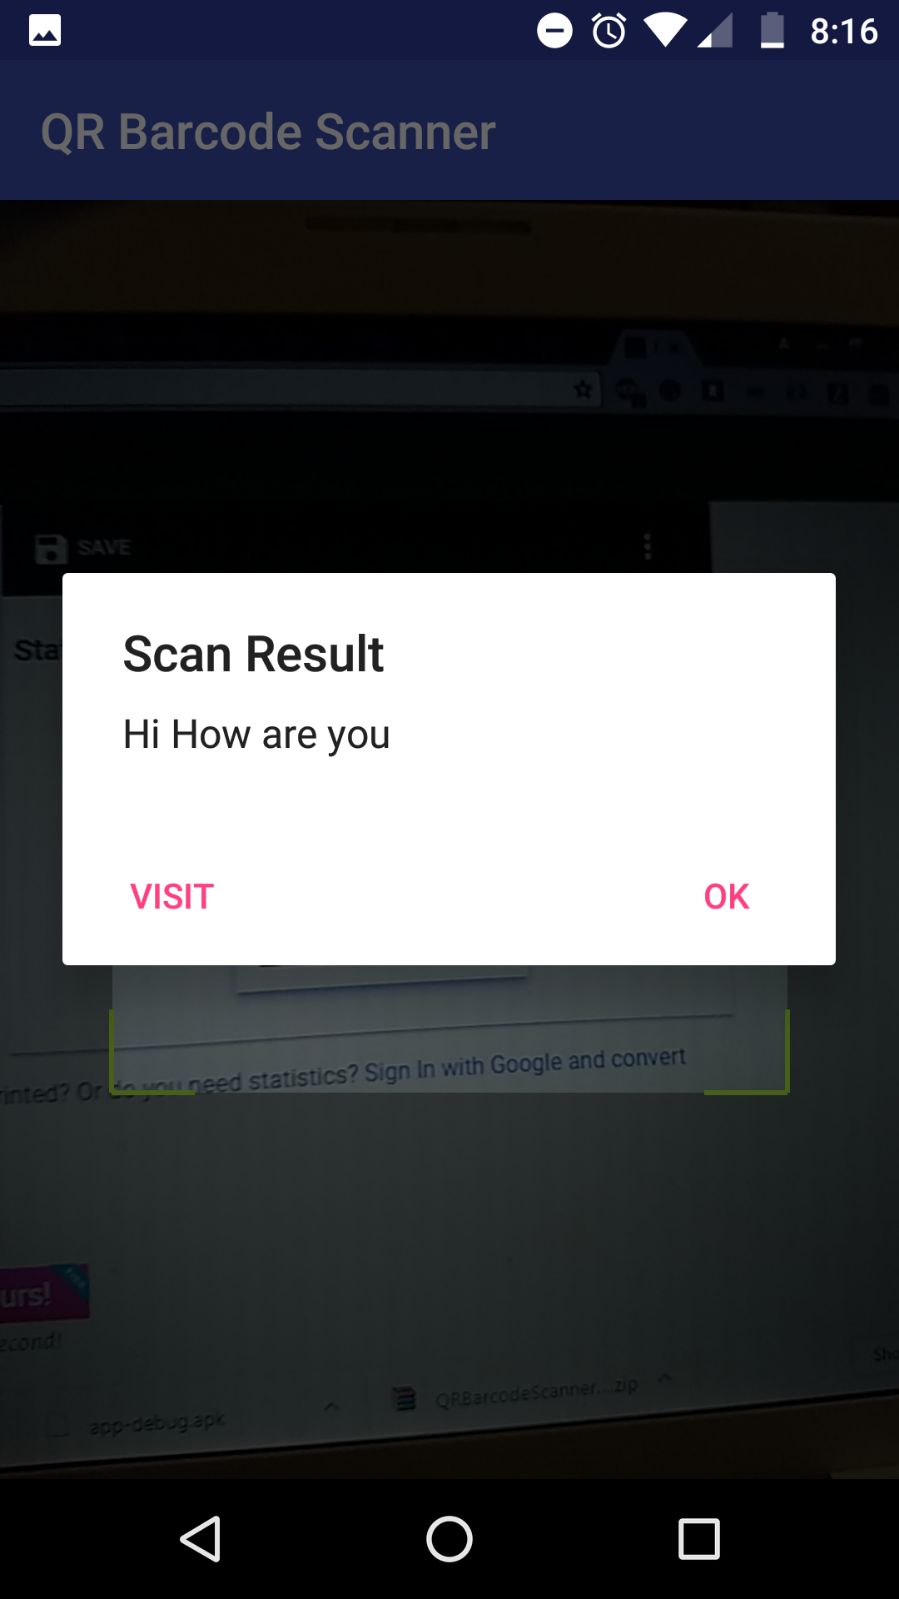 8:16
QR Barcode Scanner
SAVE
Sta
Scan Result
Hi How are you
VISIT
OK
inted? Or do you need statistics? Sign In with Google and convert
urs!
econd!
Sho
app-debug.apk
QRBarcodeScanner....zip